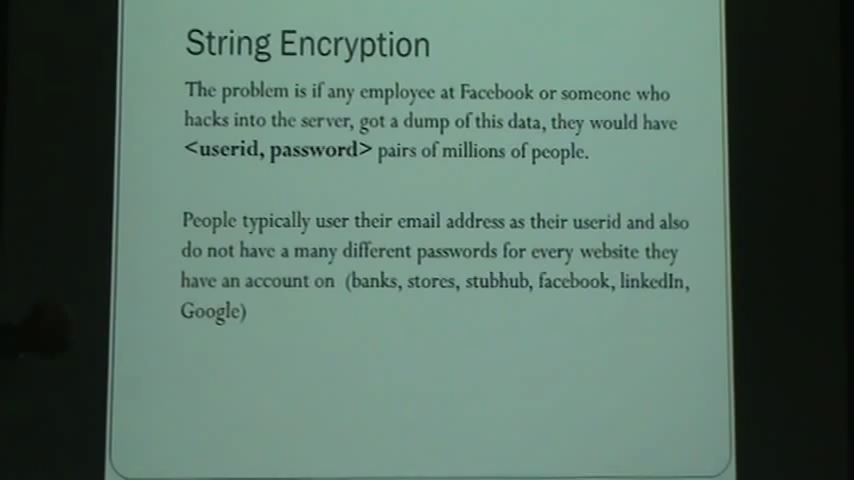 String Encryption
The problem is if any employee at Facebook or someone who
hacks into the server, got a dump of this data, they would have
<userid, password> pairs of millions of people.
People typically user their email address as their userid and also
do not have a many different passwords for every website they
have an account on (banks, stores, stubhub, facebook, linkedIn,
Google)